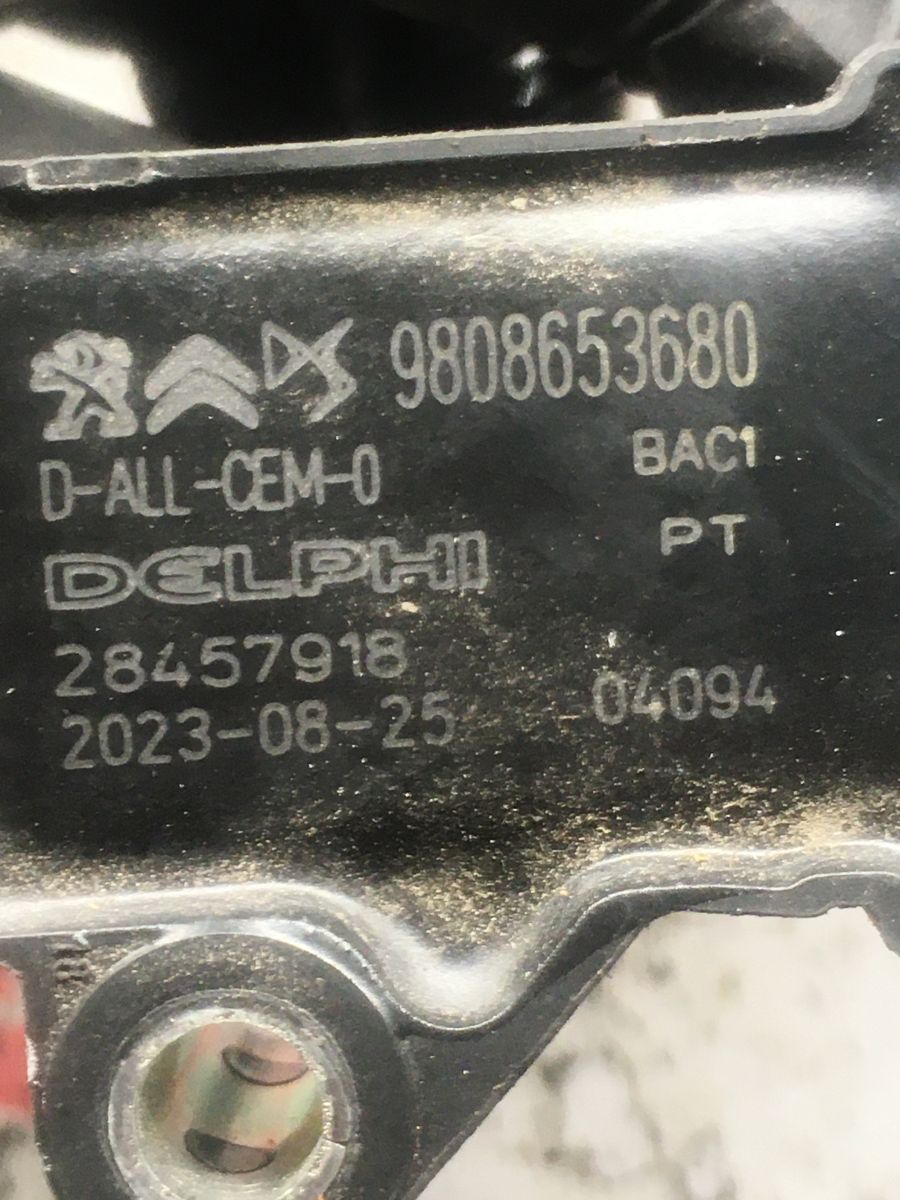 9808653680
D-ALL-CEM-0
BAC1
DELPHI
PT
28457918
2023-08-25
04094